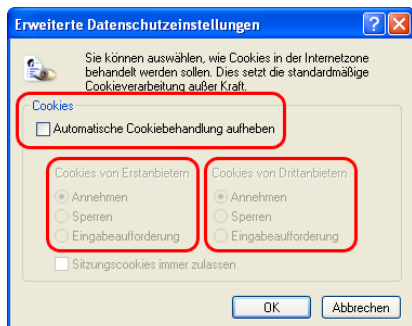 Erweiterte Datenschutzeinstellungen
Sie können auswählen, wie Cookies in der Internetzone
behandelt werden sollen. Dies setzt die standardmäßige
Cookieverarbeitung außer Kraft.
Cookies
Automatische Cookiebehandlung aufheben
Cookies von Erstanbietern Cookies von Drittanbietern
Annehmen Annehmen
Sperren Sperren
Eingabeaufforderung Eingabeaufforderung
Sitzungscookies immer zulassen
OK Abbrechen